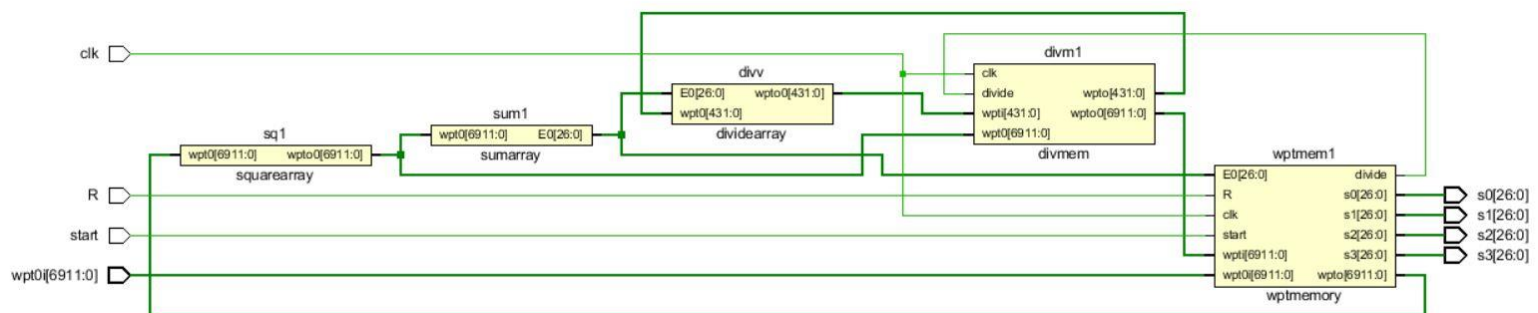 clk
R
start
wpt0i[6911:0]
sq1
wpt0[6911:0] wpto0[6911:0]
squarearray
sum1
wpt0[6911:0] E0[26:0]
sumarray
divv
E0[26:0] wpto0[431:0]
wpt0[431:0]
dividearray
divm1
clk
divide wpto[431:0]
wpti[431:0] wpto0[6911:0]
wpt0[6911:0]
divmem
wptmem1
E0[26:0] divide
R s0[26:0]
clk s1[26:0]
start s2[26:0]
wpti[6911:0] s3[26:0]
wpt0i[6911:0] wpto[6911:0]
wptmemory
s0[26:0]
s1[26:0]
s2[26:0]
s3[26:0]